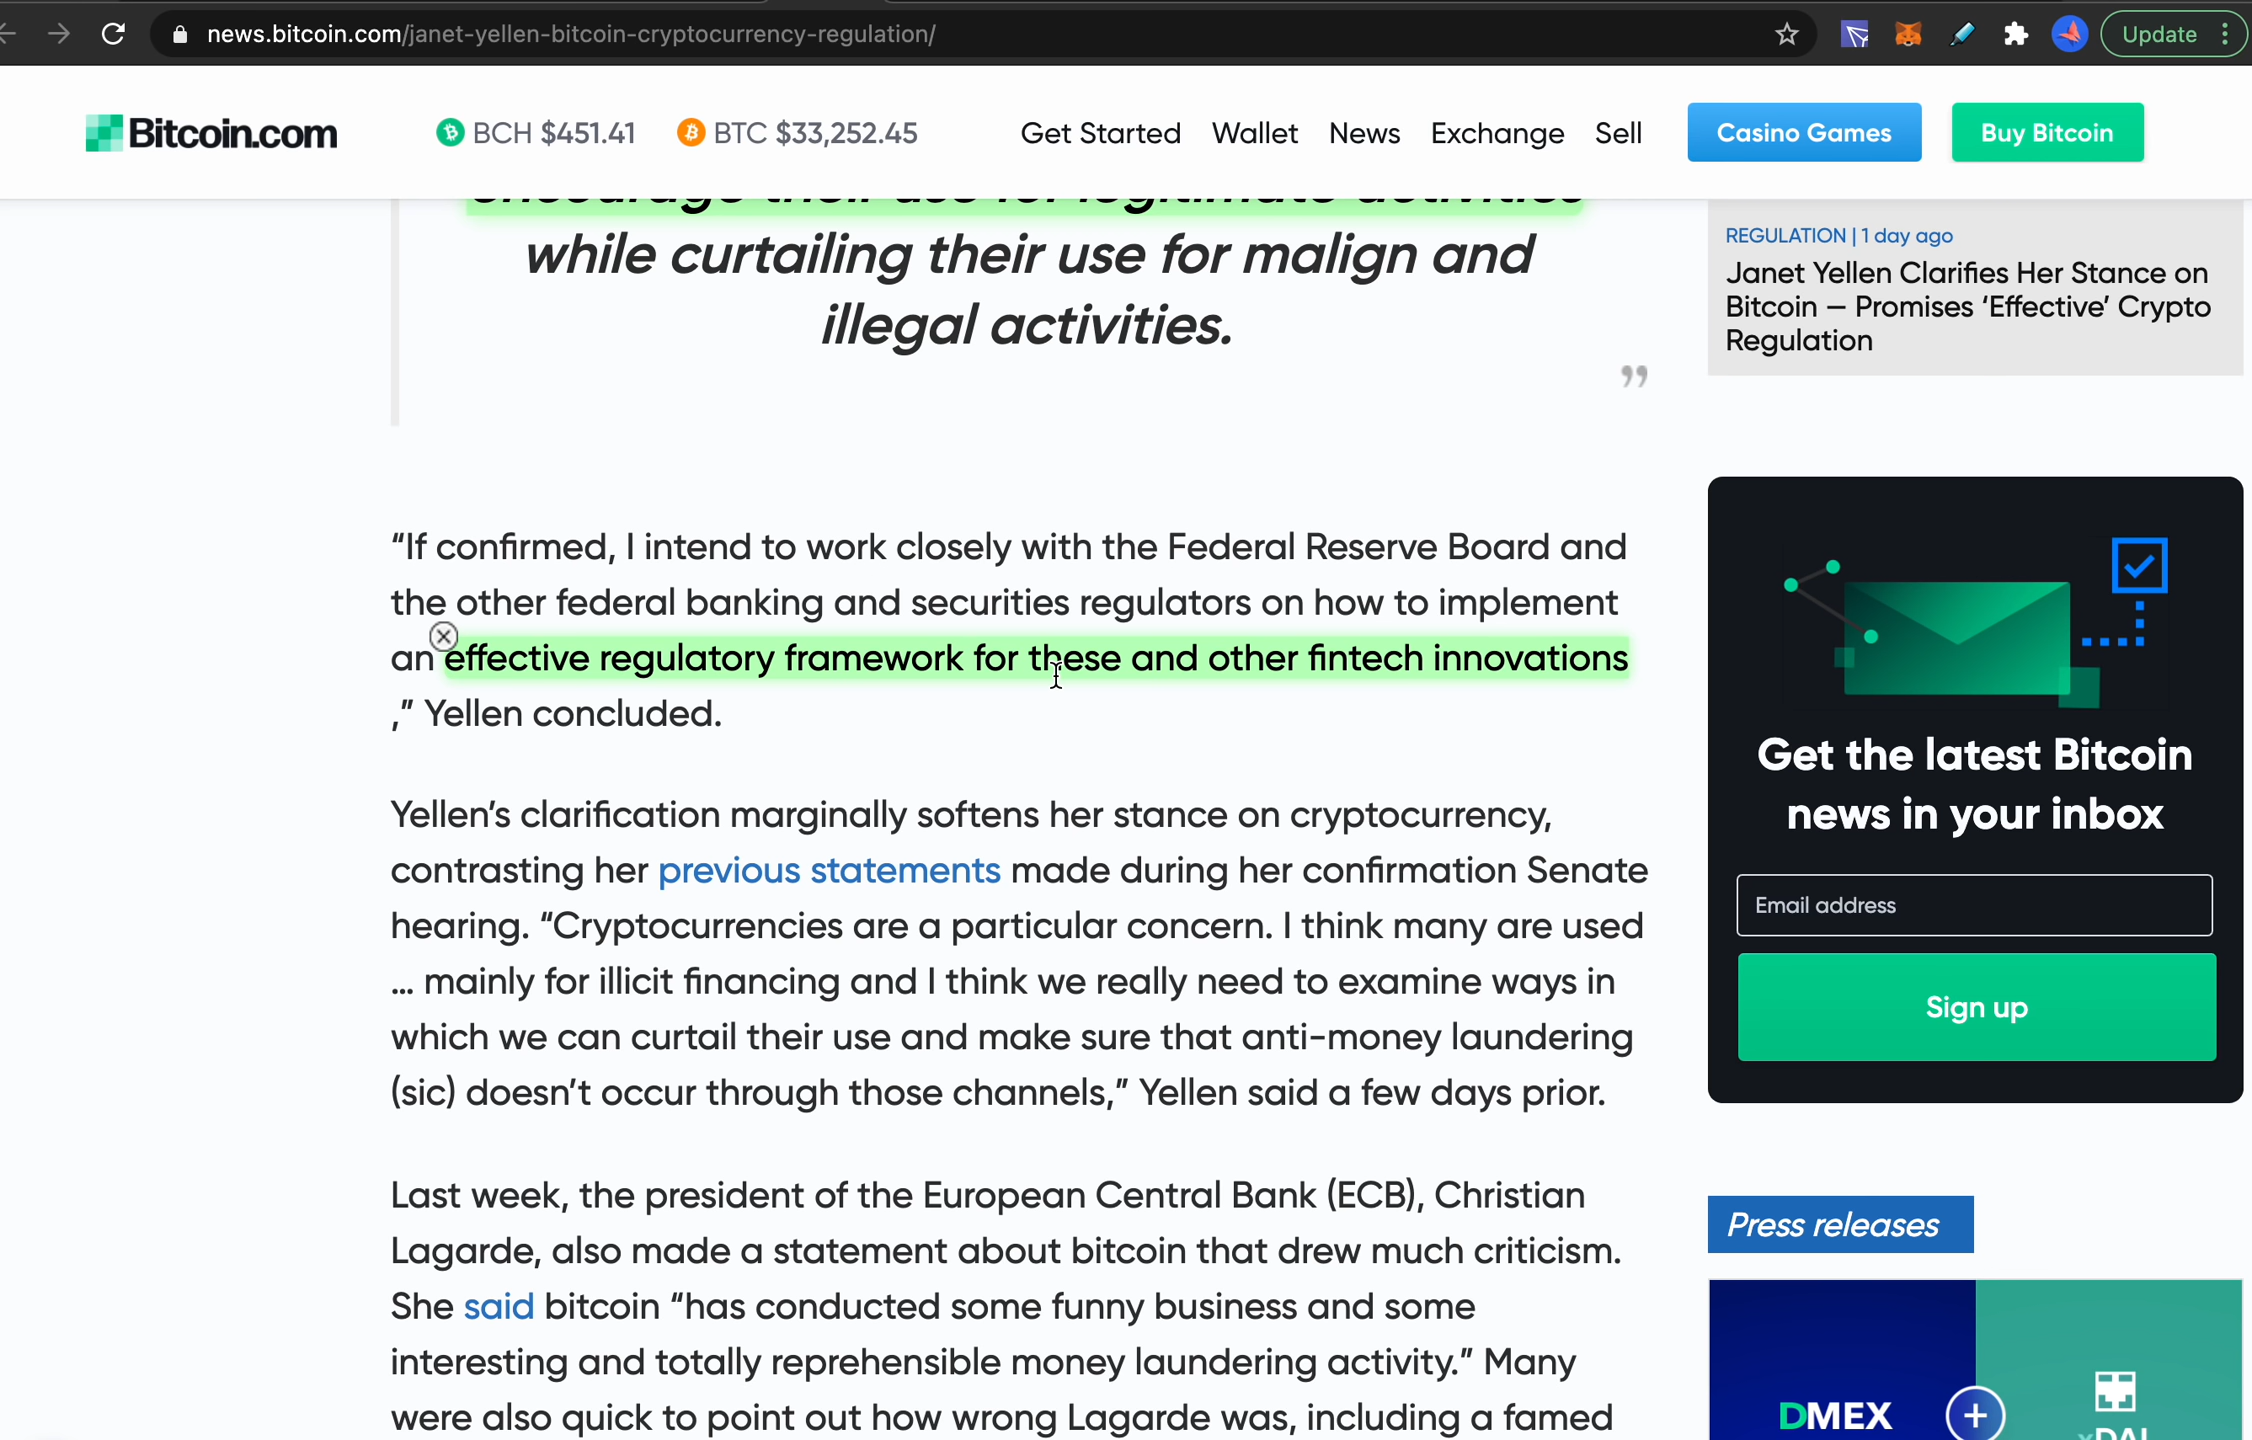 news.bitcoin.com/janet-yellen-bitcoin-cryptocurrency-regulation/
Update
Bitcoin.com
BCH $451.41
BTC $33,252.45
Get Started
Wallet
News
Exchange
Sell
Casino Games
Buy Bitcoin
encourage their use for legitimate activities
while curtailing their use for malign and
illegal activities.
”
“If confirmed, I intend to work closely with the Federal Reserve Board and
the other federal banking and securities regulators on how to implement
an effective regulatory framework for these and other fintech innovations
,” Yellen concluded.
Yellen’s clarification marginally softens her stance on cryptocurrency,
contrasting her previous statements made during her confirmation Senate
hearing. “Cryptocurrencies are a particular concern. I think many are used
… mainly for illicit financing and I think we really need to examine ways in
which we can curtail their use and make sure that anti-money laundering
(sic) doesn’t occur through those channels,” Yellen said a few days prior.
Last week, the president of the European Central Bank (ECB), Christian
Lagarde, also made a statement about bitcoin that drew much criticism.
She said bitcoin “has conducted some funny business and some
interesting and totally reprehensible money laundering activity.” Many
were also quick to point out how wrong Lagarde was, including a famed
REGULATION | 1 day ago
Janet Yellen Clarifies Her Stance on
Bitcoin – Promises ‘Effective’ Crypto
Regulation
Get the latest Bitcoin
news in your inbox
Email address
Sign up
Press releases
DMEX
xDAI